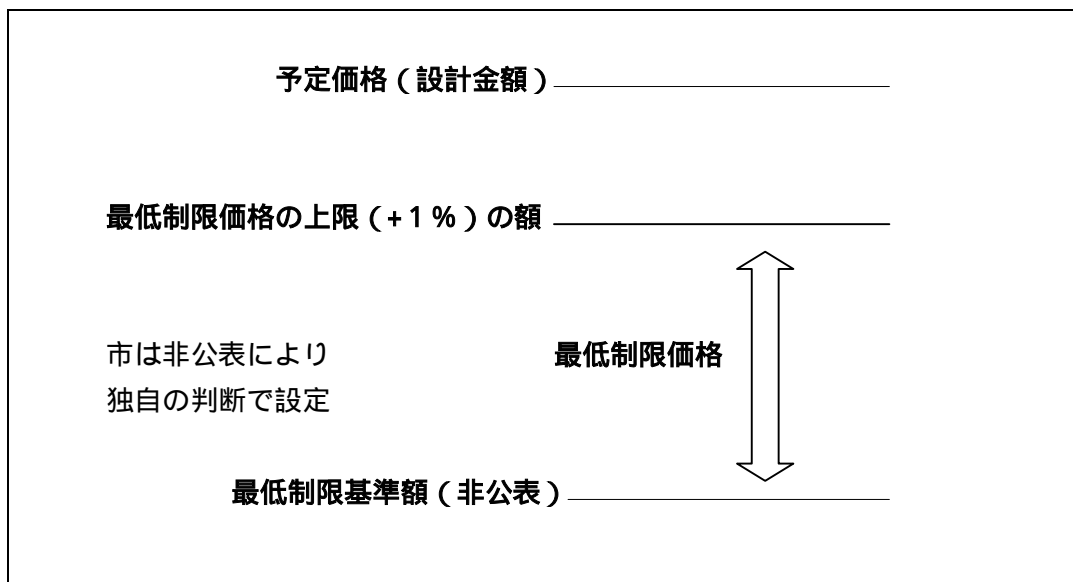 予定価格（設計金額）
最低制限価格の上限（+１％）の額
市は非公表により
独自の判断で設定
最低制限価格
最低制限基準額（非公表）